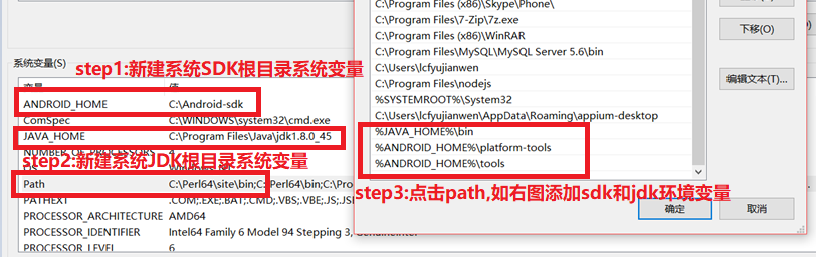 系统变量(S)
step1:新建系统SDK根目录系统变量
变量
值
ANDROID_HOME C:\Android-sdk
ComSpec C:\WINDOWS\system32\cmd.exe
JAVA_HOME C:\Program Files\Java\jdk1.8.0_45
NUMBER_OF_PROCESSORS 4
step2:新建系统JDK根目录系统变量
OS
Path C:\Perl64\site\bin;C:\Perl64\bin;C:\Pro
PATHEXT .COM;.EXE;.BAT;.CMD;.VBS;.VBE;.JS;.JSE
PROCESSOR_ARCHITECTURE AMD64
PROCESSOR_IDENTIFIER Intel64 Family 6 Model 94 Stepping 3, GenuineIntel
PROCESSOR_LEVEL 6
C:\Program Files (x86)\Skype\Phone\
C:\Program Files\7-Zip\7z.exe
C:\Program Files (x86)\WinRAR
C:\Program Files\MySQL\MySQL Server 5.6\bin
C:\Users\lcfyujianwen
C:\Program Files\nodejs
%SYSTEMROOT%\System32
C:\Users\lcfyujianwen\AppData\Roaming\appium-desktop
%JAVA_HOME%\bin
%ANDROID_HOME%\platform-tools
%ANDROID_HOME%\tools
step3:点击path,如右图添加sdk和jdk环境变量
下移(O)
编辑文本(T)...
确定
取消